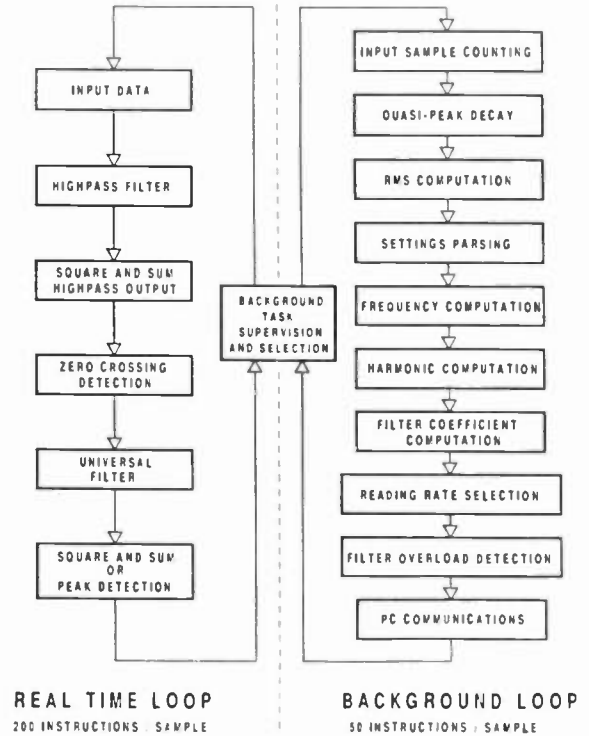 INPUT DATA
HIGHPASS FILTER
SQUARE AND SUM
HIGHPASS OUTPUT
ZERO CROSSING
DETECTION
UNIVERSAL
FILTER
SQUARE AND SUM
OR
PEAK DETECTION
BACKGROUND
TASK
SUPERVISION
AND SELECTION
INPUT SAMPLE COUNTING
QUASI-PEAK DECAY
RMS COMPUTATION
SETTINGS PARSING
FREQUENCY COMPUTATION
HARMONIC COMPUTATION
FILTER COEFFICIENT
COMPUTATION
READING RATE SELECTION
FILTER OVERLOAD DETECTION
PC COMMUNICATIONS
REAL TIME LOOP
200 INSTRUCTIONS / SAMPLE
BACKGROUND LOOP
50 INSTRUCTIONS / SAMPLE